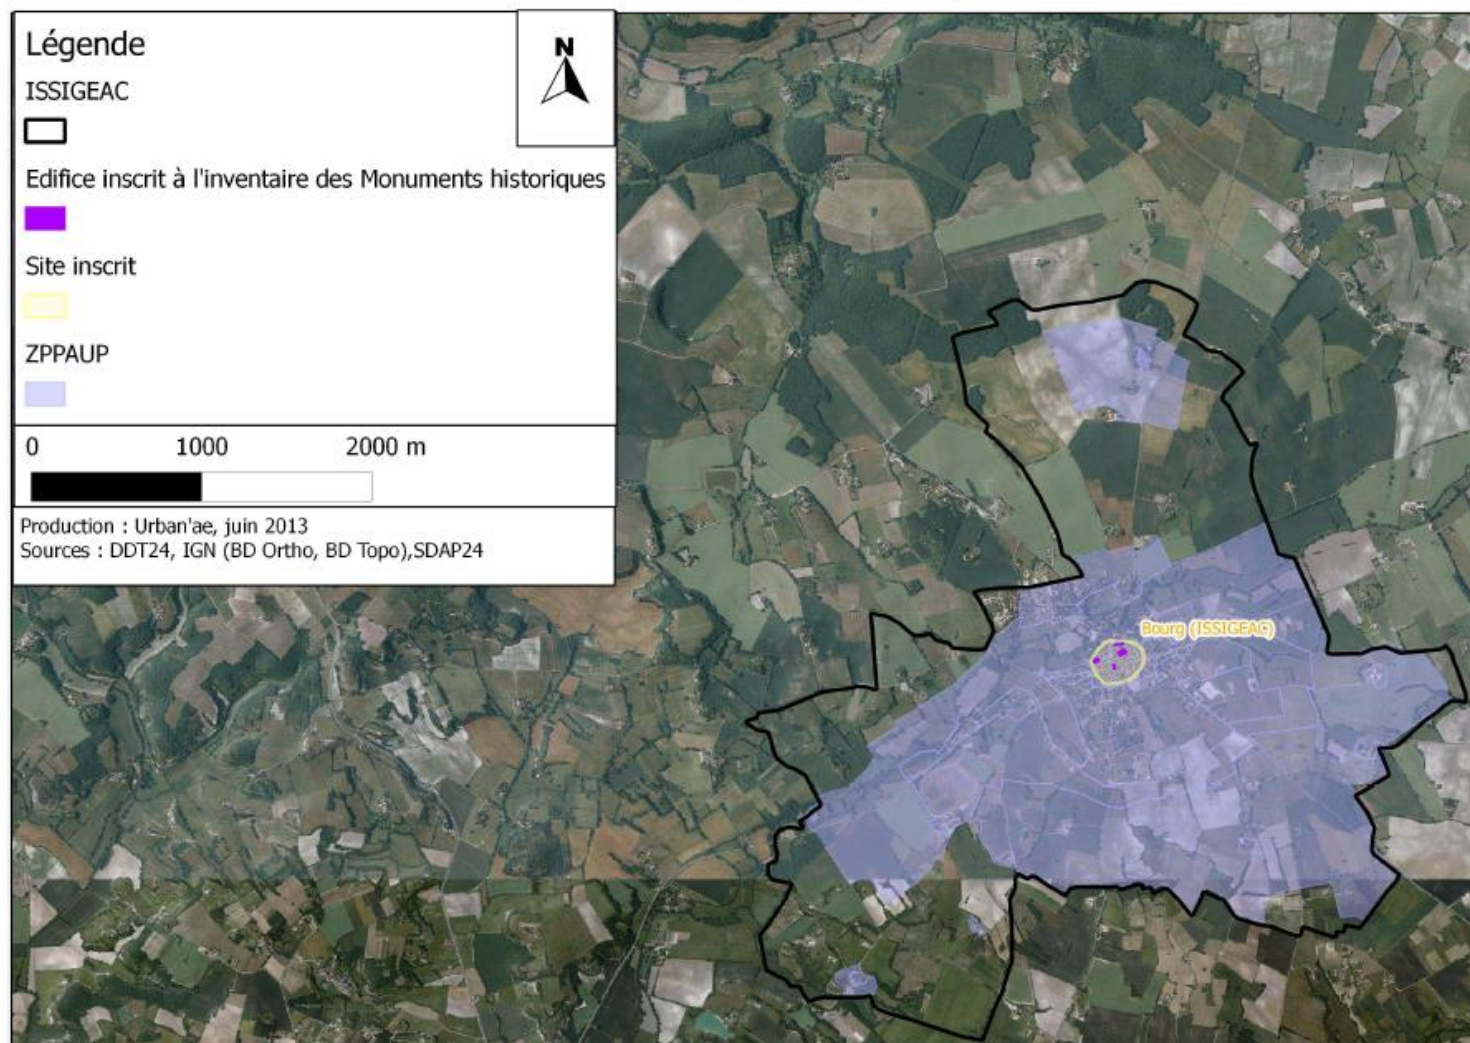 Légende
N
ISSIGEAC
Edifice inscrit à l'inventaire des Monuments historiques
Site inscrit
ZPPAUP
0 1000 2000 m
Production : Urban'ae, juin 2013
Sources : DDT24, IGN (BD Ortho, BD Topo),SDAP24
Bourg (ISSIGEAC)